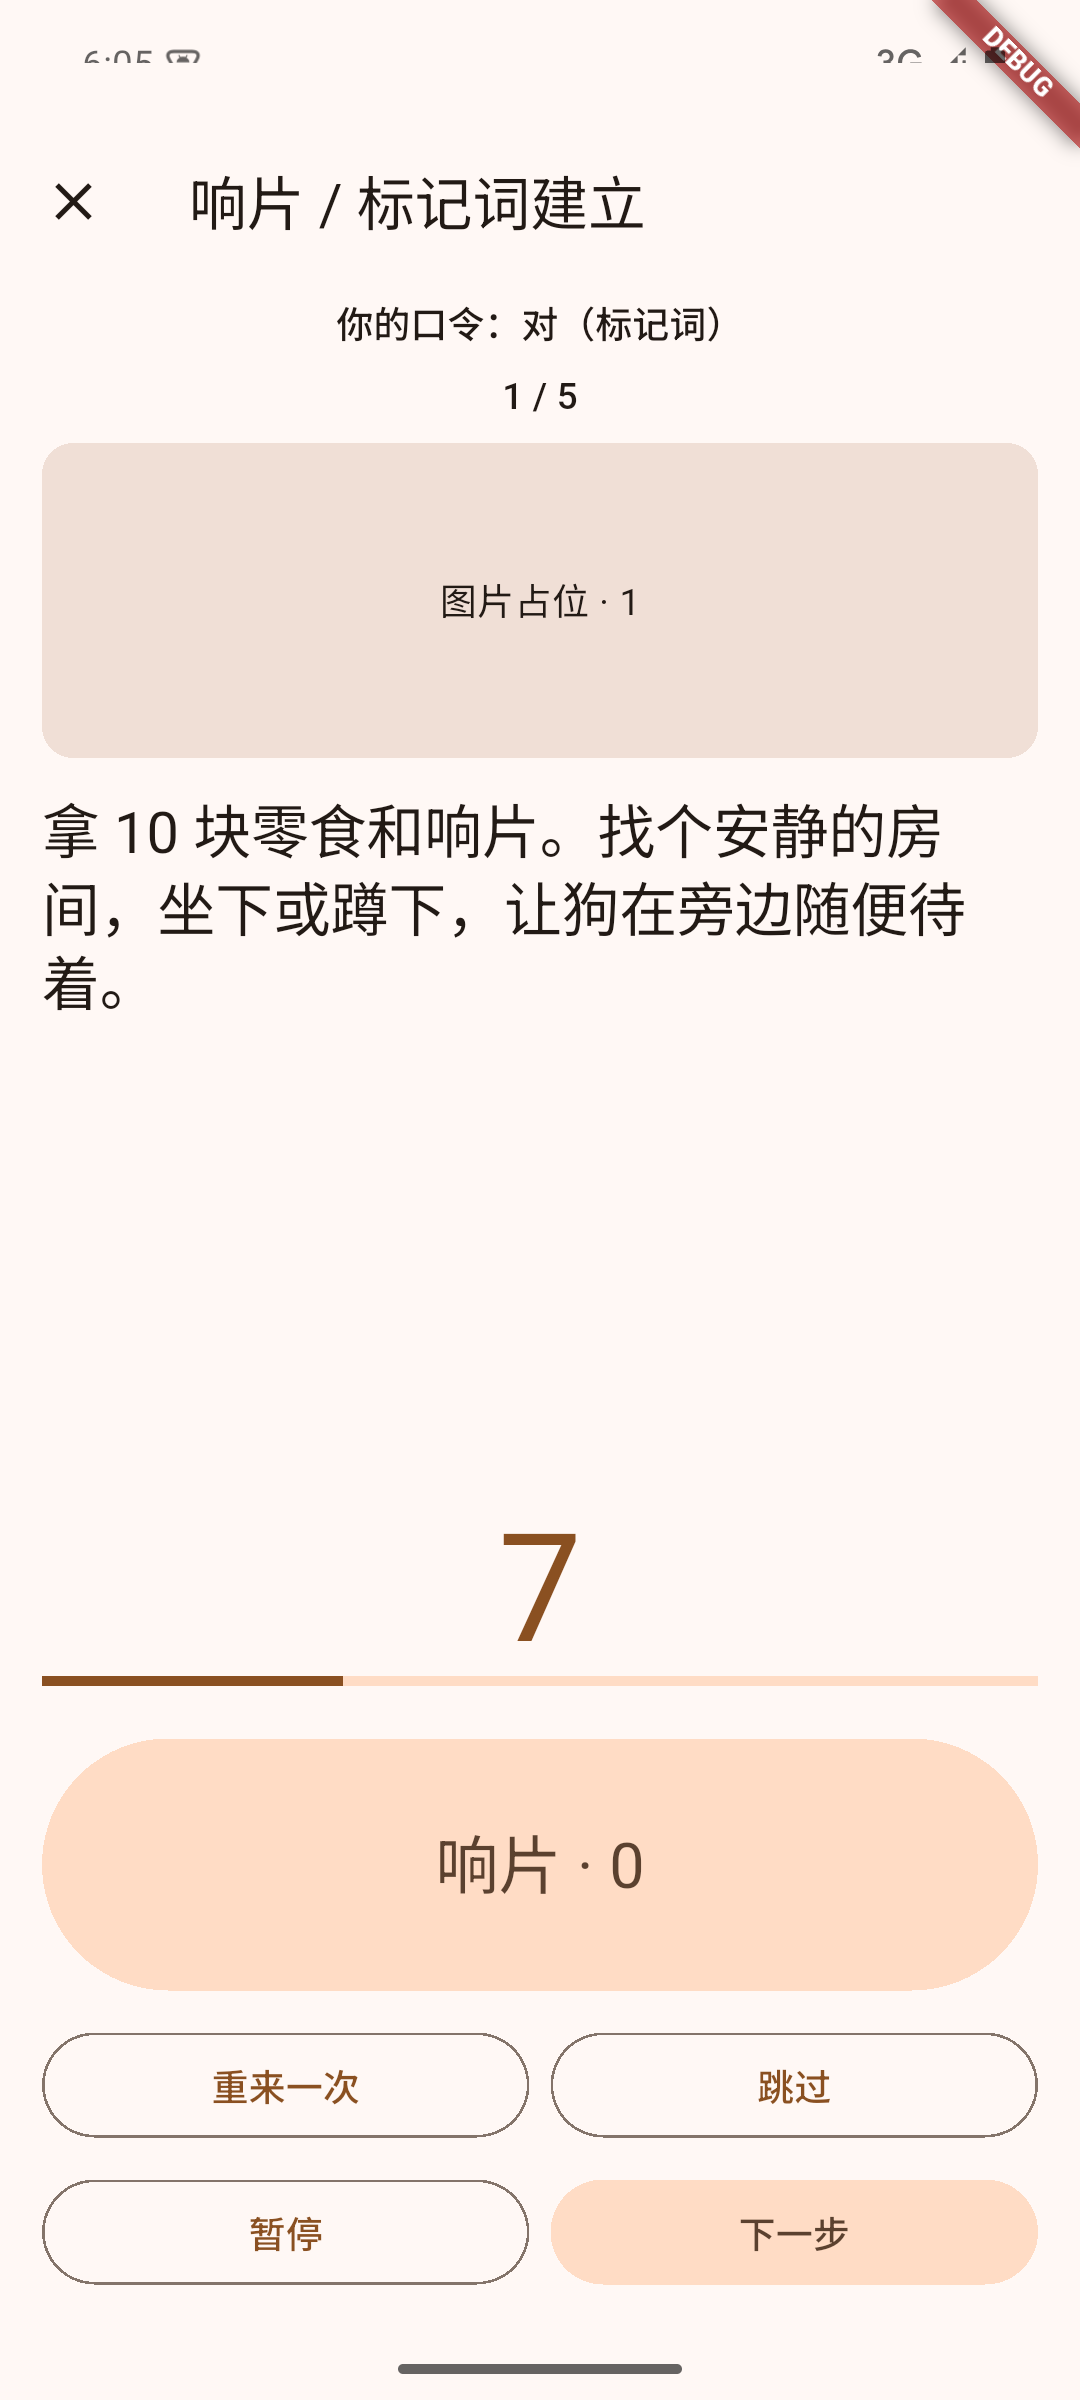 6:05
3G
DEBUG
响片 / 标记词建立
你的口令：对（标记词）
1 / 5
图片占位 · 1
拿 10 块零食和响片。找个安静的房
间，坐下或蹲下，让狗在旁边随便待
着。
7
响片 · 0
重来一次
跳过
暂停
下一步